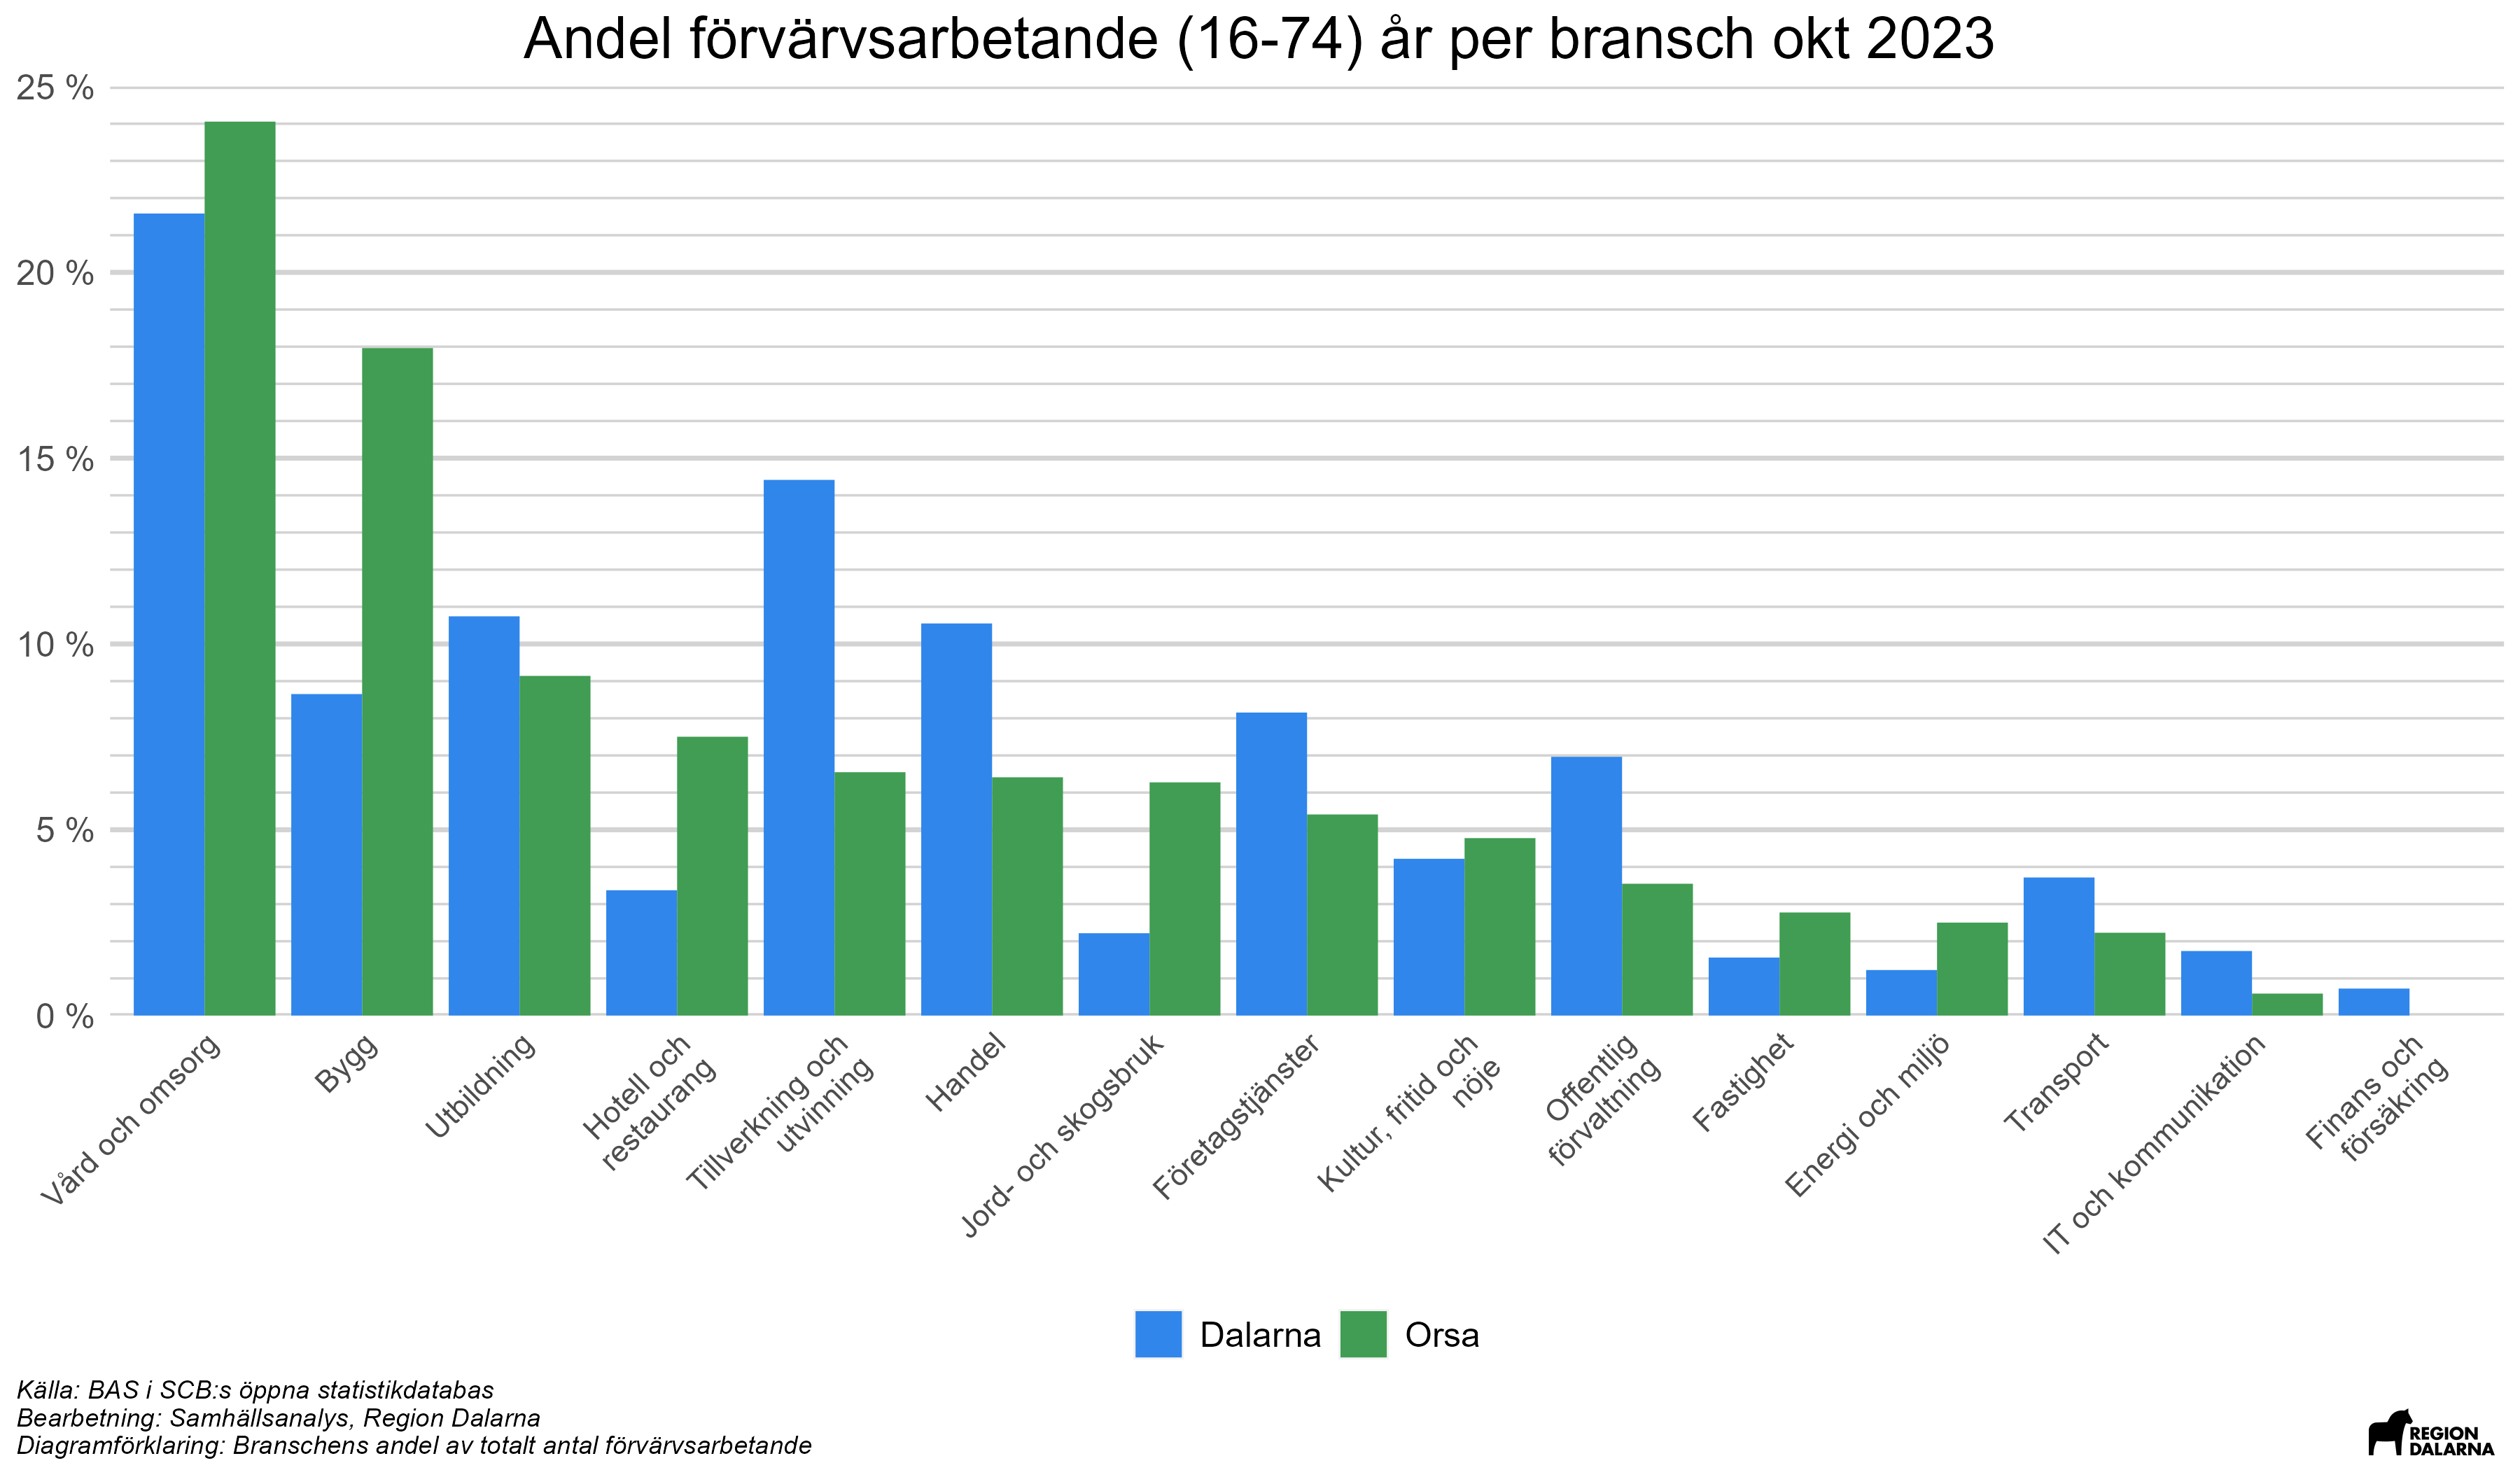 Andel förvärvsarbetande (16-74) år per bransch okt 2023
25 %
20 %
15 %
10 %
5 %
0 %
Vård och omsorg
Bygg
Utbildning
Hotell och
restaurang
Tillverkning och
utvinning
Handel
Jord- och skogsbruk
Företagstjänster
Kultur, fritid och
nöje
Offentlig
förvaltning
Fastighet
Energi och miljö
Transport
IT och kommunikation
Finans och
försäkring
Dalarna
Orsa
Källa: BAS i SCB:s öppna statistikdatabas
Bearbetning: Samhällsanalys, Region Dalarna
Diagramförklaring: Branschens andel av totalt antal förvärvsarbetande
REGION
DALARNA